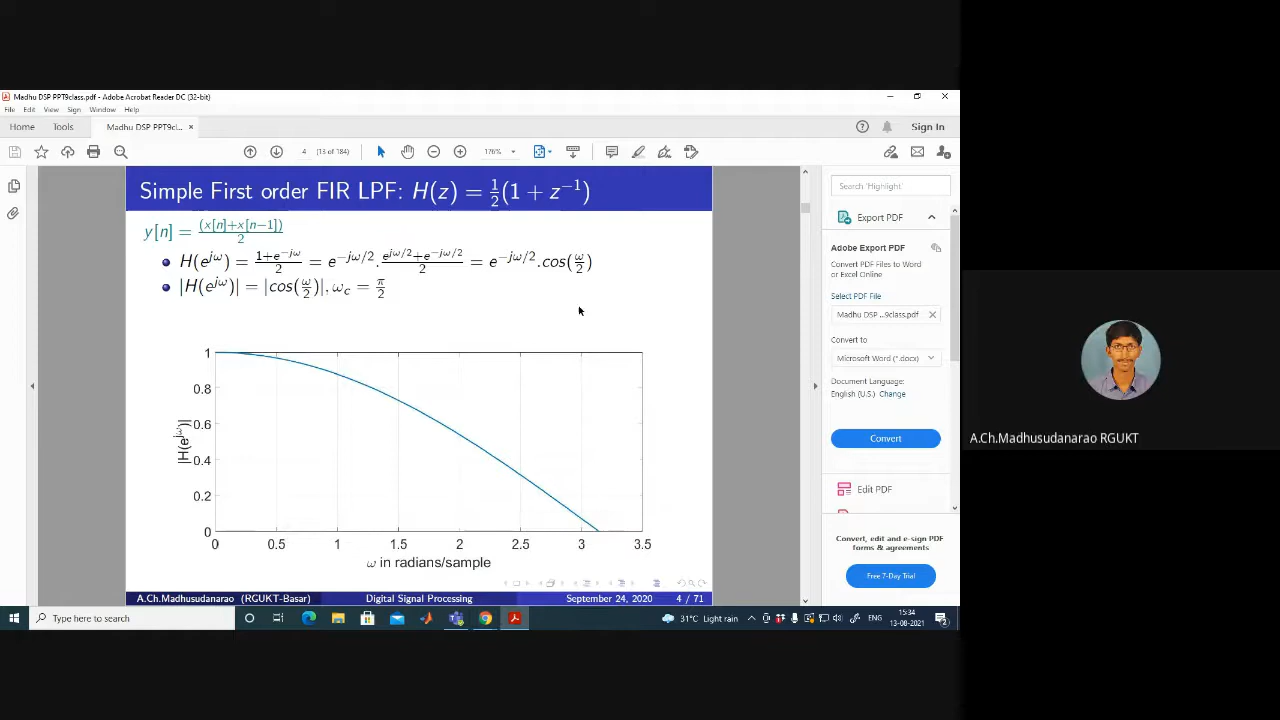 Madhu DSP PPT9class.pdf - Adobe Acrobat Reader DC (32-bit)
File Edit View Sign Window Help
Home Tools Madhu DSP PPT9cl... × Sign In
4 (13 of 184) 176%
Simple First order FIR LPF: H(z) = 1/2(1 + z⁻¹)
y[n] = (x[n]+x[n−1])/2
H(e^{jω}) = (1+e^{−jω})/2 = e^{−jω/2}.(e^{jω/2}+e^{−jω/2})/2 = e^{−jω/2}.cos(ω/2)
|H(e^{jω})| = |cos(ω/2)|, ω_c = π/2
1
0.8
0.6
0.4
0.2
0
|H(e^{jω})|
0 0.5 1 1.5 2 2.5 3 3.5
ω in radians/sample
A.Ch.Madhusudanarao (RGUKT-Basar) Digital Signal Processing September 24, 2020 4 / 71
Search 'Highlight'
Export PDF
Adobe Export PDF
Convert PDF Files to Word
or Excel Online
Select PDF File
Madhu DSP ...9class.pdf
Convert to
Microsoft Word (*.docx)
Document Language:
English (U.S.) Change
Convert
Edit PDF
Convert, edit and e-sign PDF
forms & agreements
Free 7-Day Trial
A.Ch.Madhusudanarao RGUKT
Type here to search
31°C Light rain
ENG
15:34
13-08-2021
2